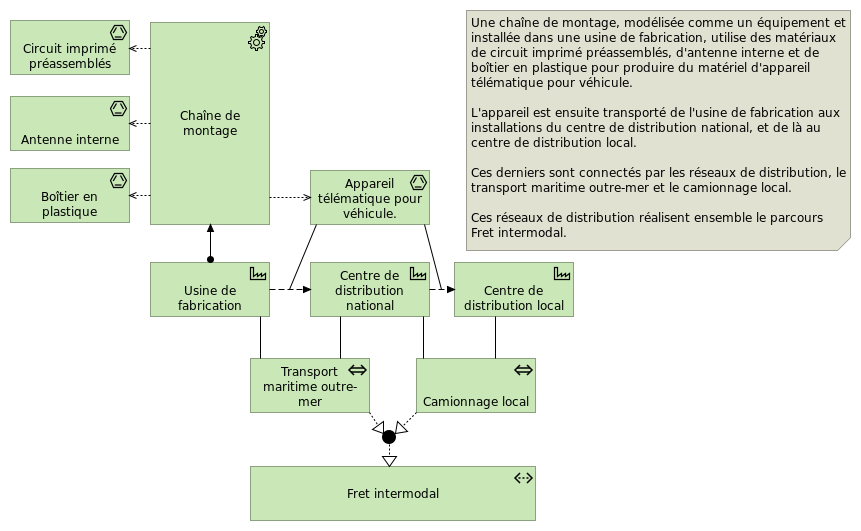 Circuit imprimé
préassemblés
Antenne interne
Boîtier en
plastique
Chaîne de
montage
Appareil
télématique pour
véhicule.
Usine de
fabrication
Centre de
distribution
national
Centre de
distribution local
Transport
maritime outre-
mer
Camionnage local
Fret intermodal
Une chaîne de montage, modélisée comme un équipement et
installée dans une usine de fabrication, utilise des matériaux
de circuit imprimé préassemblés, d'antenne interne et de
boîtier en plastique pour produire du matériel d'appareil
télématique pour véhicule.
L'appareil est ensuite transporté de l'usine de fabrication aux
installations du centre de distribution national, et de là au
centre de distribution local.
Ces derniers sont connectés par les réseaux de distribution, le
transport maritime outre-mer et le camionnage local.
Ces réseaux de distribution réalisent ensemble le parcours
Fret intermodal.